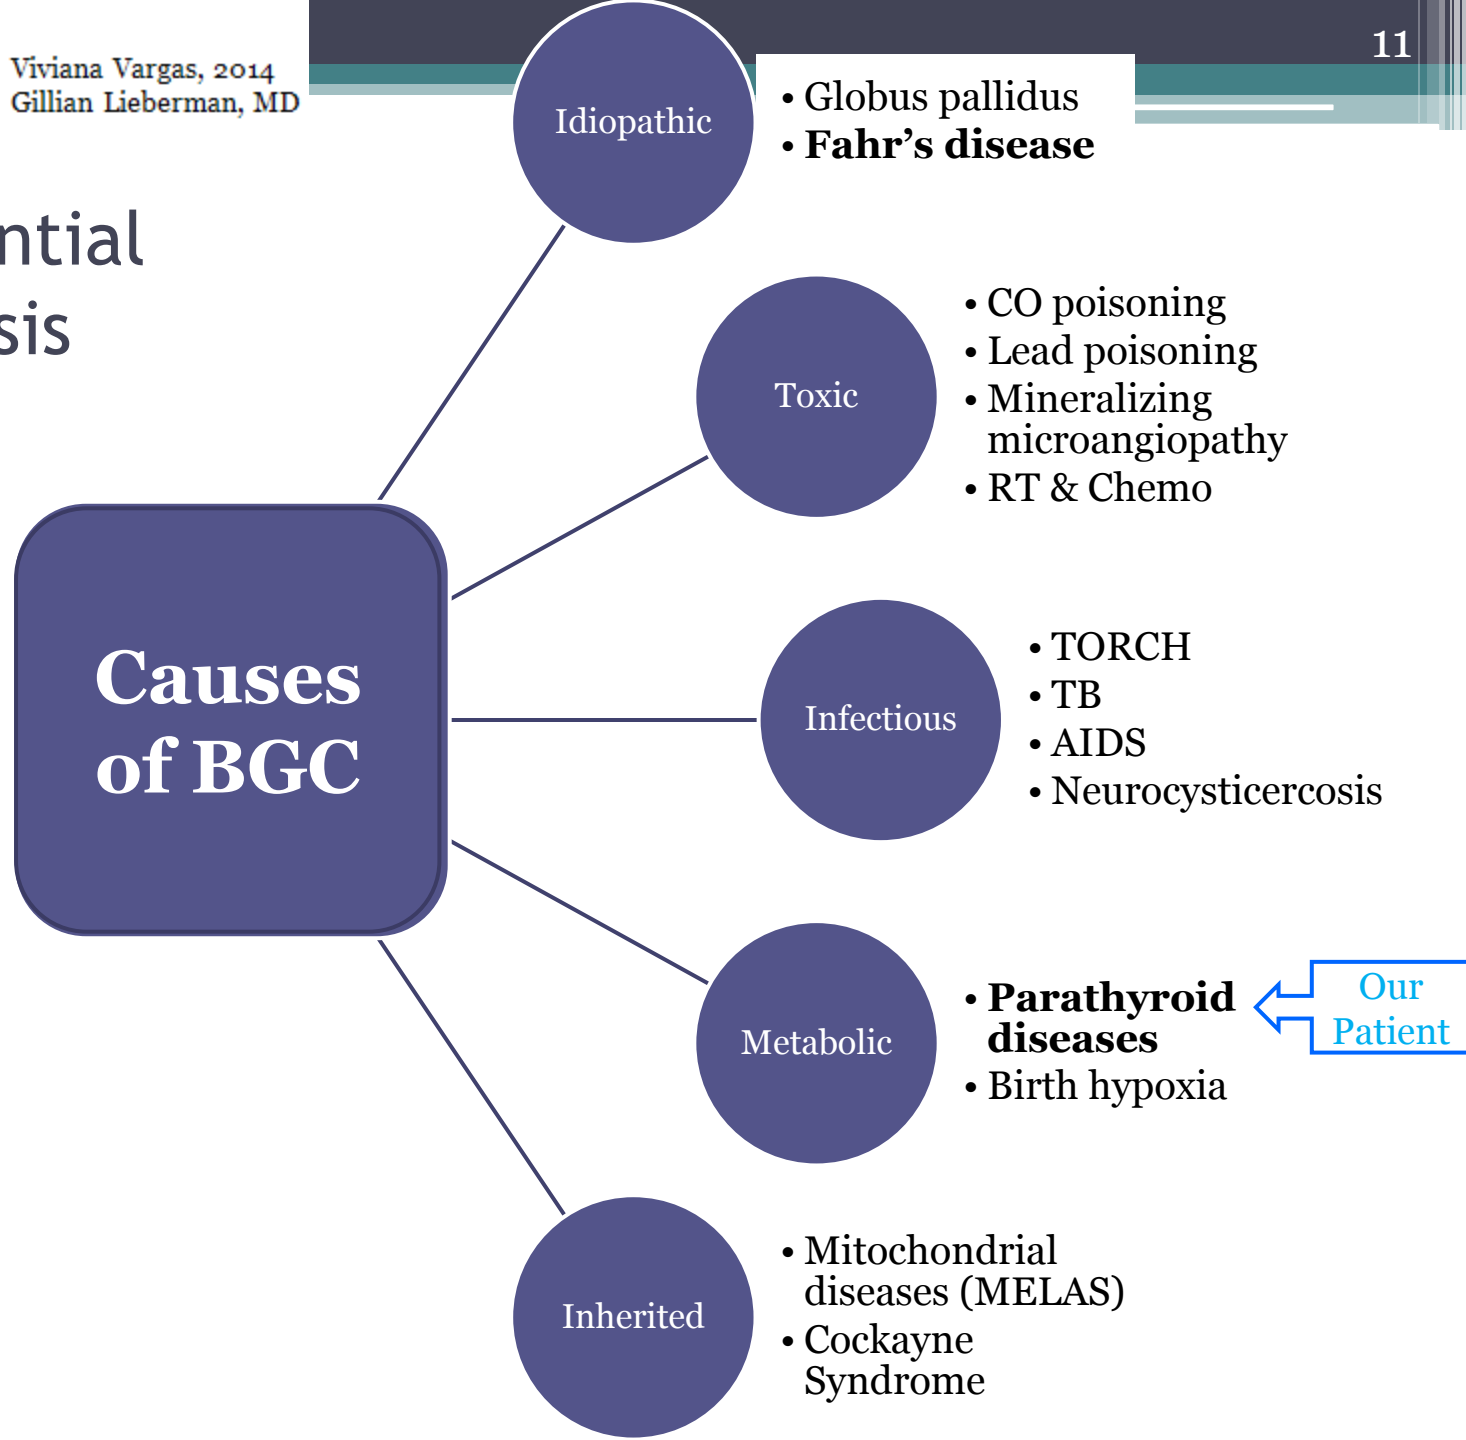 11
Viviana Vargas, 2014
Gillian Lieberman, MD
ntial
sis
Causes
of BGC
Idiopathic
• Globus pallidus
• Fahr's disease
Toxic
• CO poisoning
• Lead poisoning
• Mineralizing
microangiopathy
• RT & Chemo
Infectious
• TORCH
• TB
• AIDS
• Neurocysticercosis
Metabolic
• Parathyroid
diseases
• Birth hypoxia
Our
Patient
Inherited
• Mitochondrial
diseases (MELAS)
• Cockayne
Syndrome